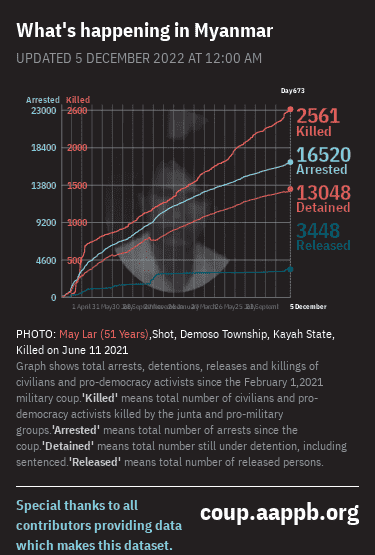 What's happening in Myanmar
UPDATED 5 DECEMBER 2022 AT 12:00 AM
Day673
Arrested Killed
23000 2600
2561
Killed
18400 2000
16520
Arrested
13800 1500
13048
Detained
9200 1000
3448
Released
4600 500
0
5 December
PHOTO: May Lar (51 Years),Shot, Demoso Township, Kayah State,
Killed on June 11 2021
Graph shows total arrests, detentions, releases and killings of
civilians and pro-democracy activists since the February 1,2021
military coup.'Killed' means total number of civilians and pro-
democracy activists killed by the junta and pro-military
groups.'Arrested' means total number of arrests since the
coup.'Detained' means total number still under detention, including
sentenced.'Released' means total number of released persons.
Special thanks to all
contributors providing data
which makes this dataset.
coup.aappb.org